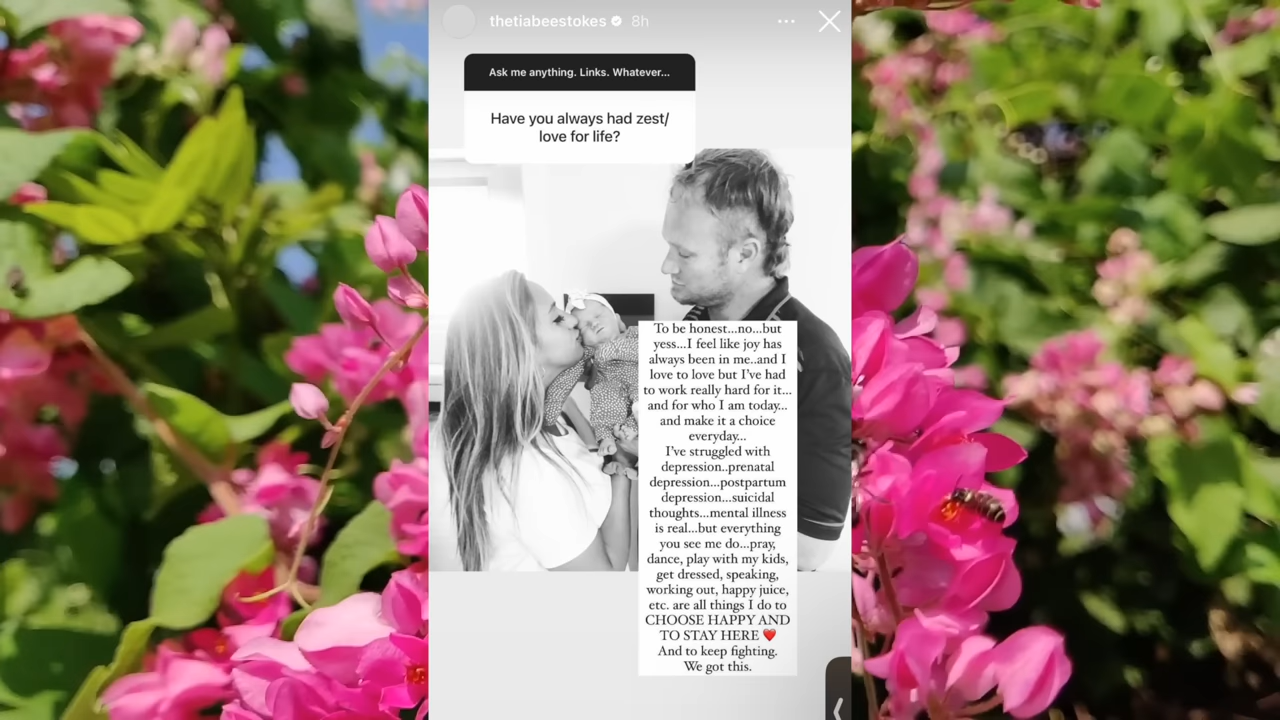 thetiabeestokes 8h
Ask me anything. Links. Whatever...
Have you always had zest/
love for life?
To be honest...no...but
yess...I feel like joy has
always been in me..and I
love to love but I've had
to work really hard for it...
and for who I am today...
and make it a choice
everyday...
I've struggled with
depression..prenatal
depression...postpartum
depression...suicidal
thoughts...mental illness
is real...but everything
you see me do...pray,
dance, play with my kids,
get dressed, speaking,
working out, happy juice,
etc. are all things I do to
CHOOSE HAPPY AND
TO STAY HERE ❤️
And to keep fighting.
We got this.